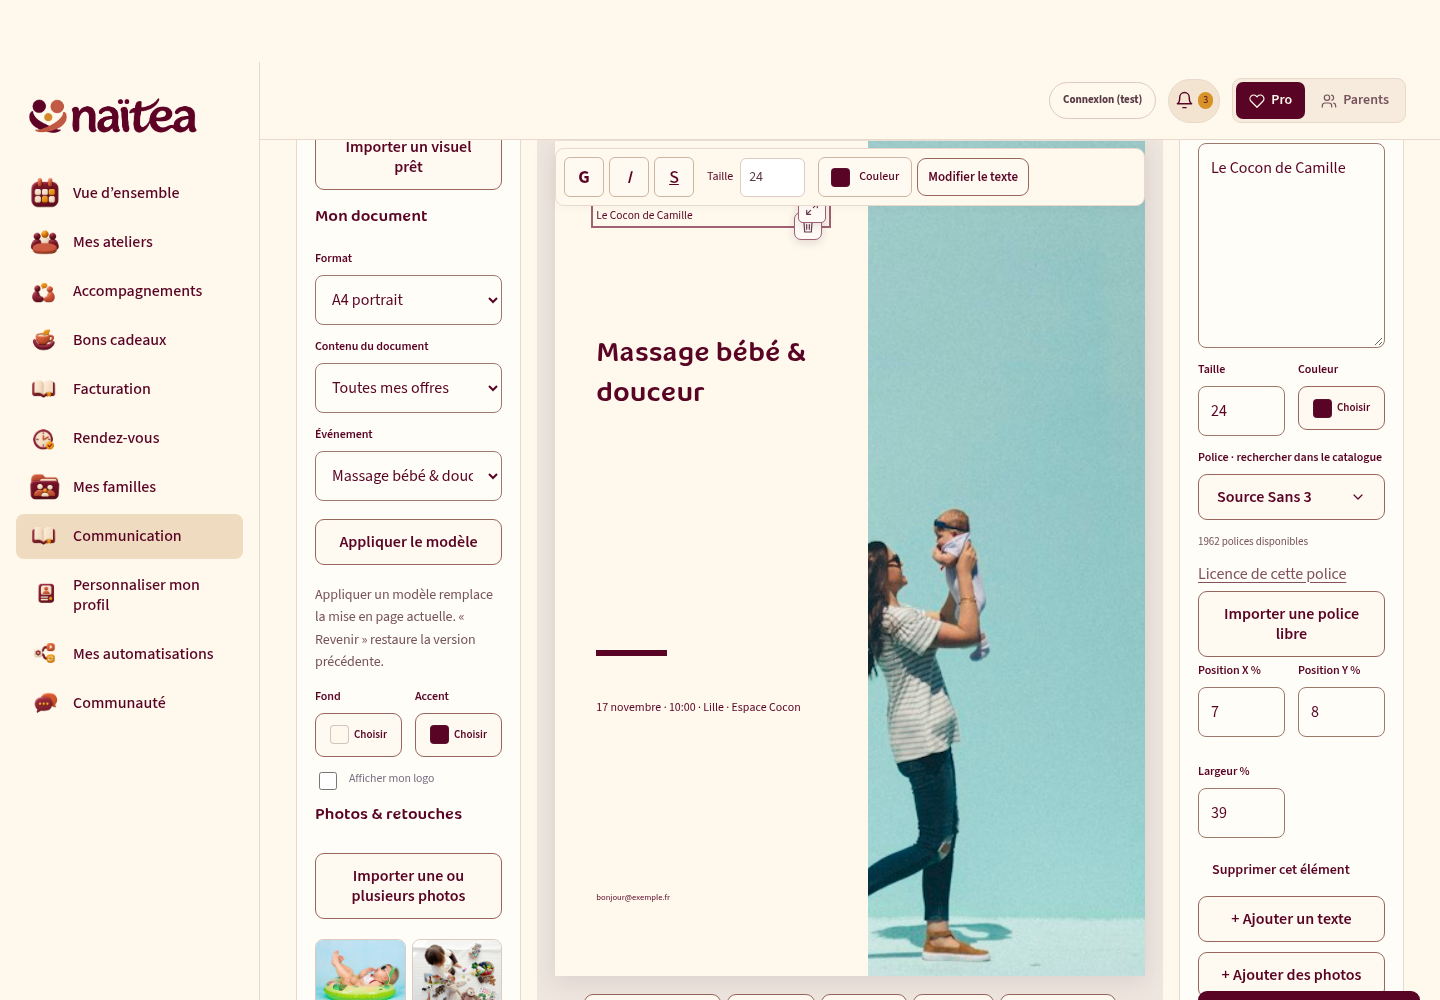 naïtea
Connexion (test)
3
Pro
Parents
Vue d’ensemble
Mes ateliers
Accompagnements
Bons cadeaux
Facturation
Rendez-vous
Mes familles
Communication
Personnaliser mon
profil
Mes automatisations
Communauté
Importer un visuel
prêt
Mon document
Format
A4 portrait
Contenu du document
Toutes mes offres
Événement
Massage bébé & douc
Appliquer le modèle
Appliquer un modèle remplace
la mise en page actuelle. «
Revenir » restaure la version
précédente.
Fond
Accent
Choisir
Choisir
Afficher mon logo
Photos & retouches
Importer une ou
plusieurs photos
G
I
S
Taille
24
Couleur
Modifier le texte
Le Cocon de Camille
Massage bébé &
douceur
17 novembre · 10:00 · Lille · Espace Cocon
bonjour@exemple.fr
Le Cocon de Camille
Taille
Couleur
24
Choisir
Police · rechercher dans le catalogue
Source Sans 3
1962 polices disponibles
Licence de cette police
Importer une police
libre
Position X %
Position Y %
7
8
Largeur %
39
Supprimer cet élément
+ Ajouter un texte
+ Ajouter des photos